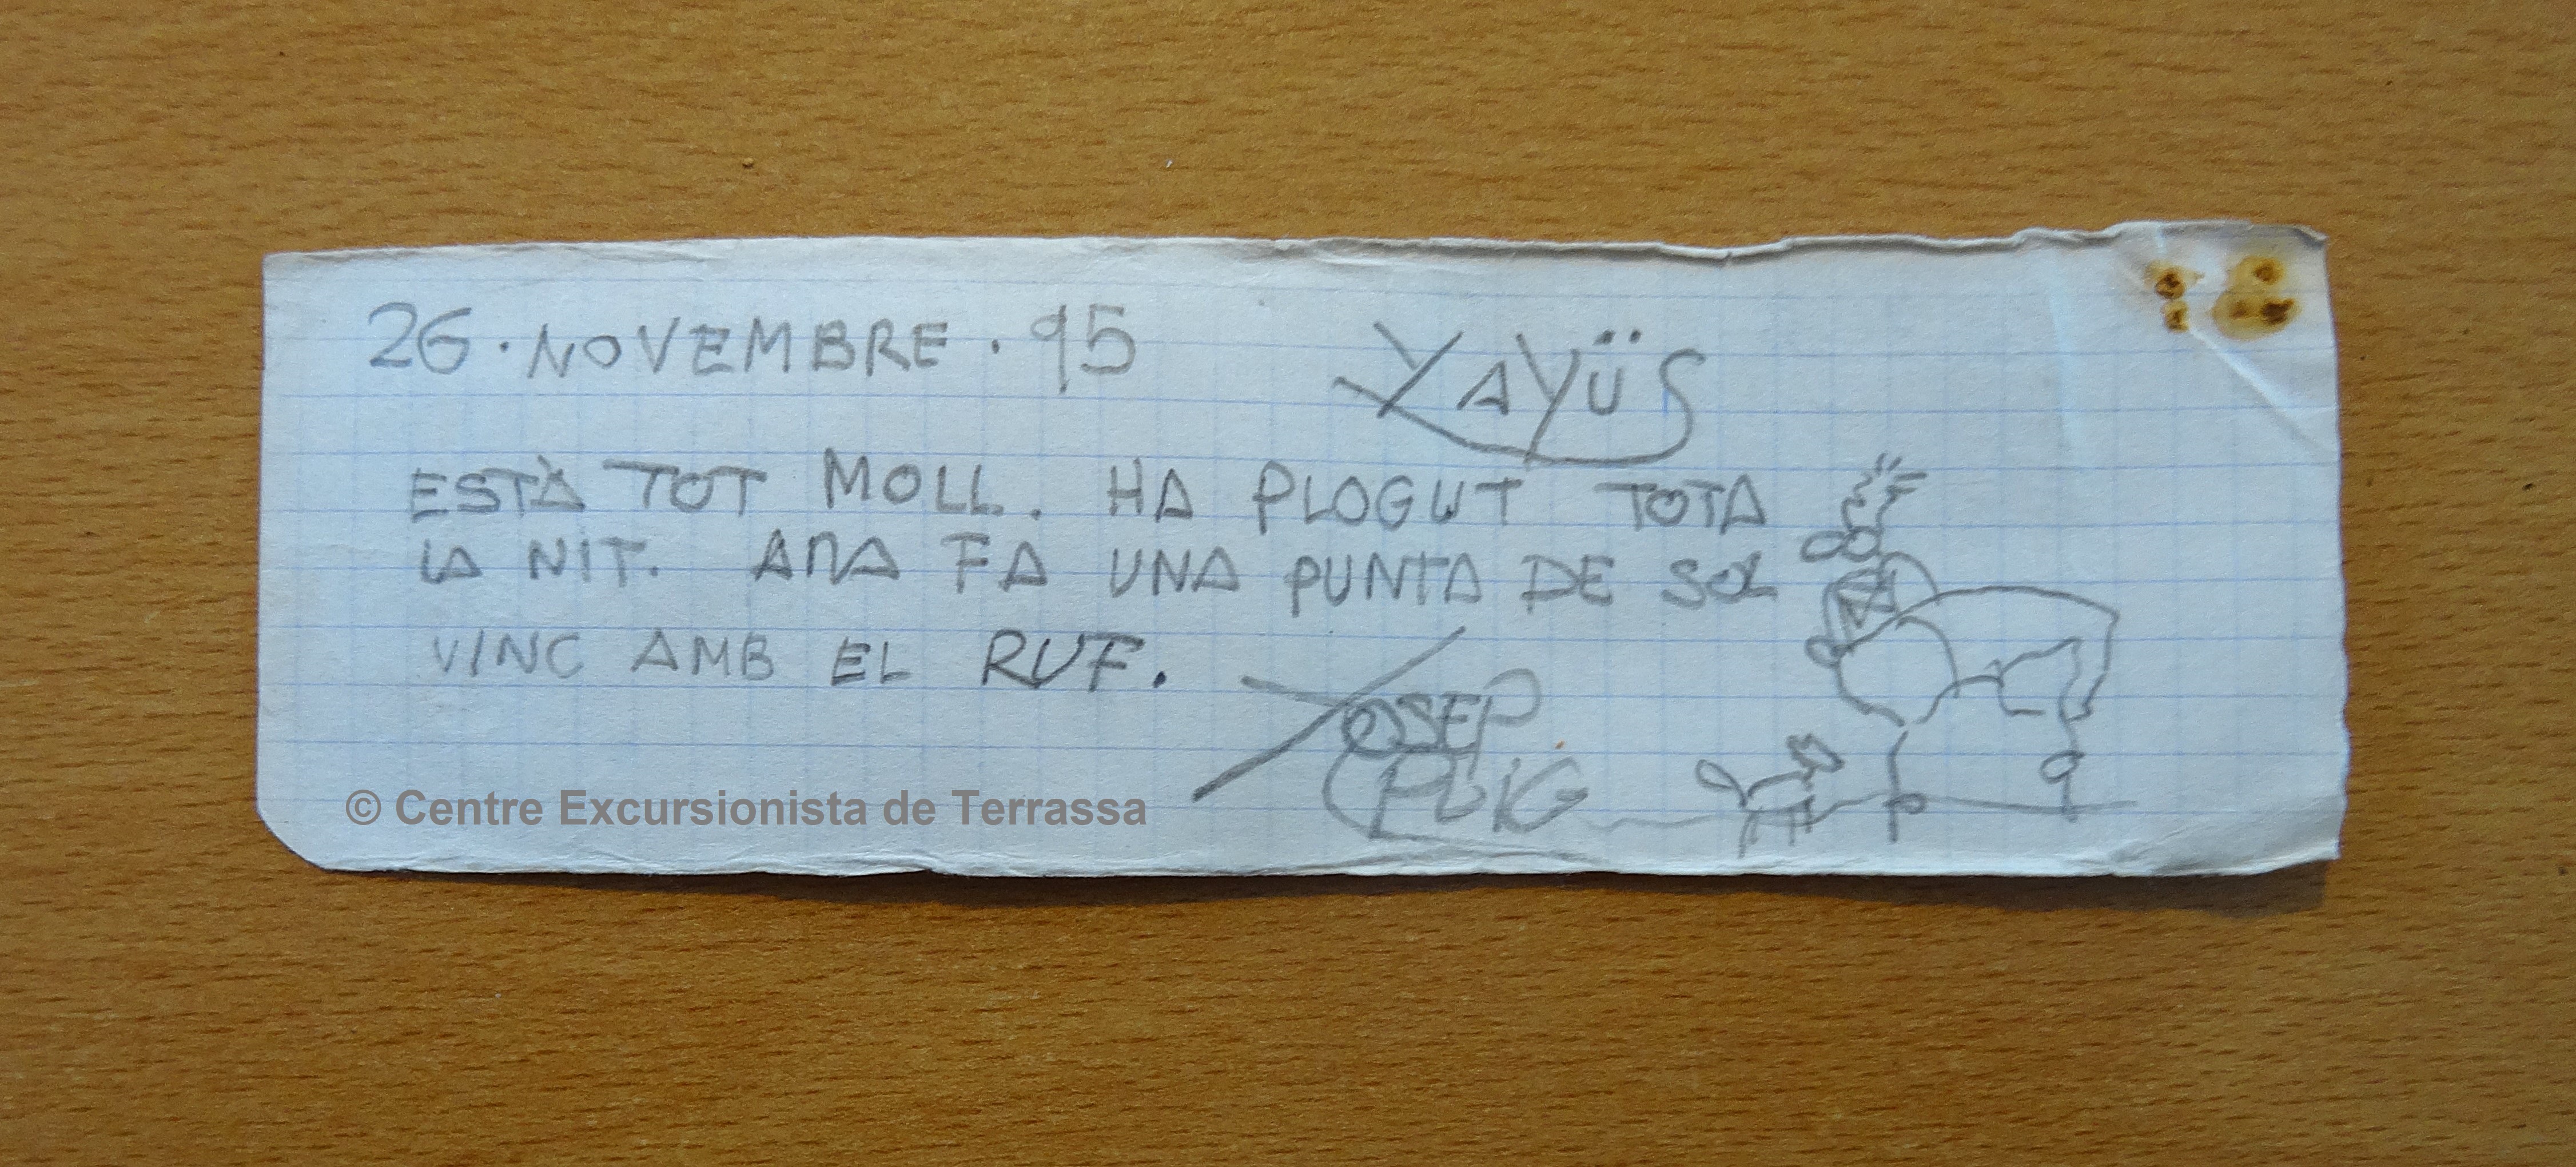 26 · NOVEMBRE · 95
YAYÜS
ESTÀ TOT MOLL. HA PLOGUT TOTA
LA NIT. ARA FA UNA PUNTA DE SOL
VINC AMB EL RUF.
JOSEP
PUIG
© Centre Excursionista de Terrassa